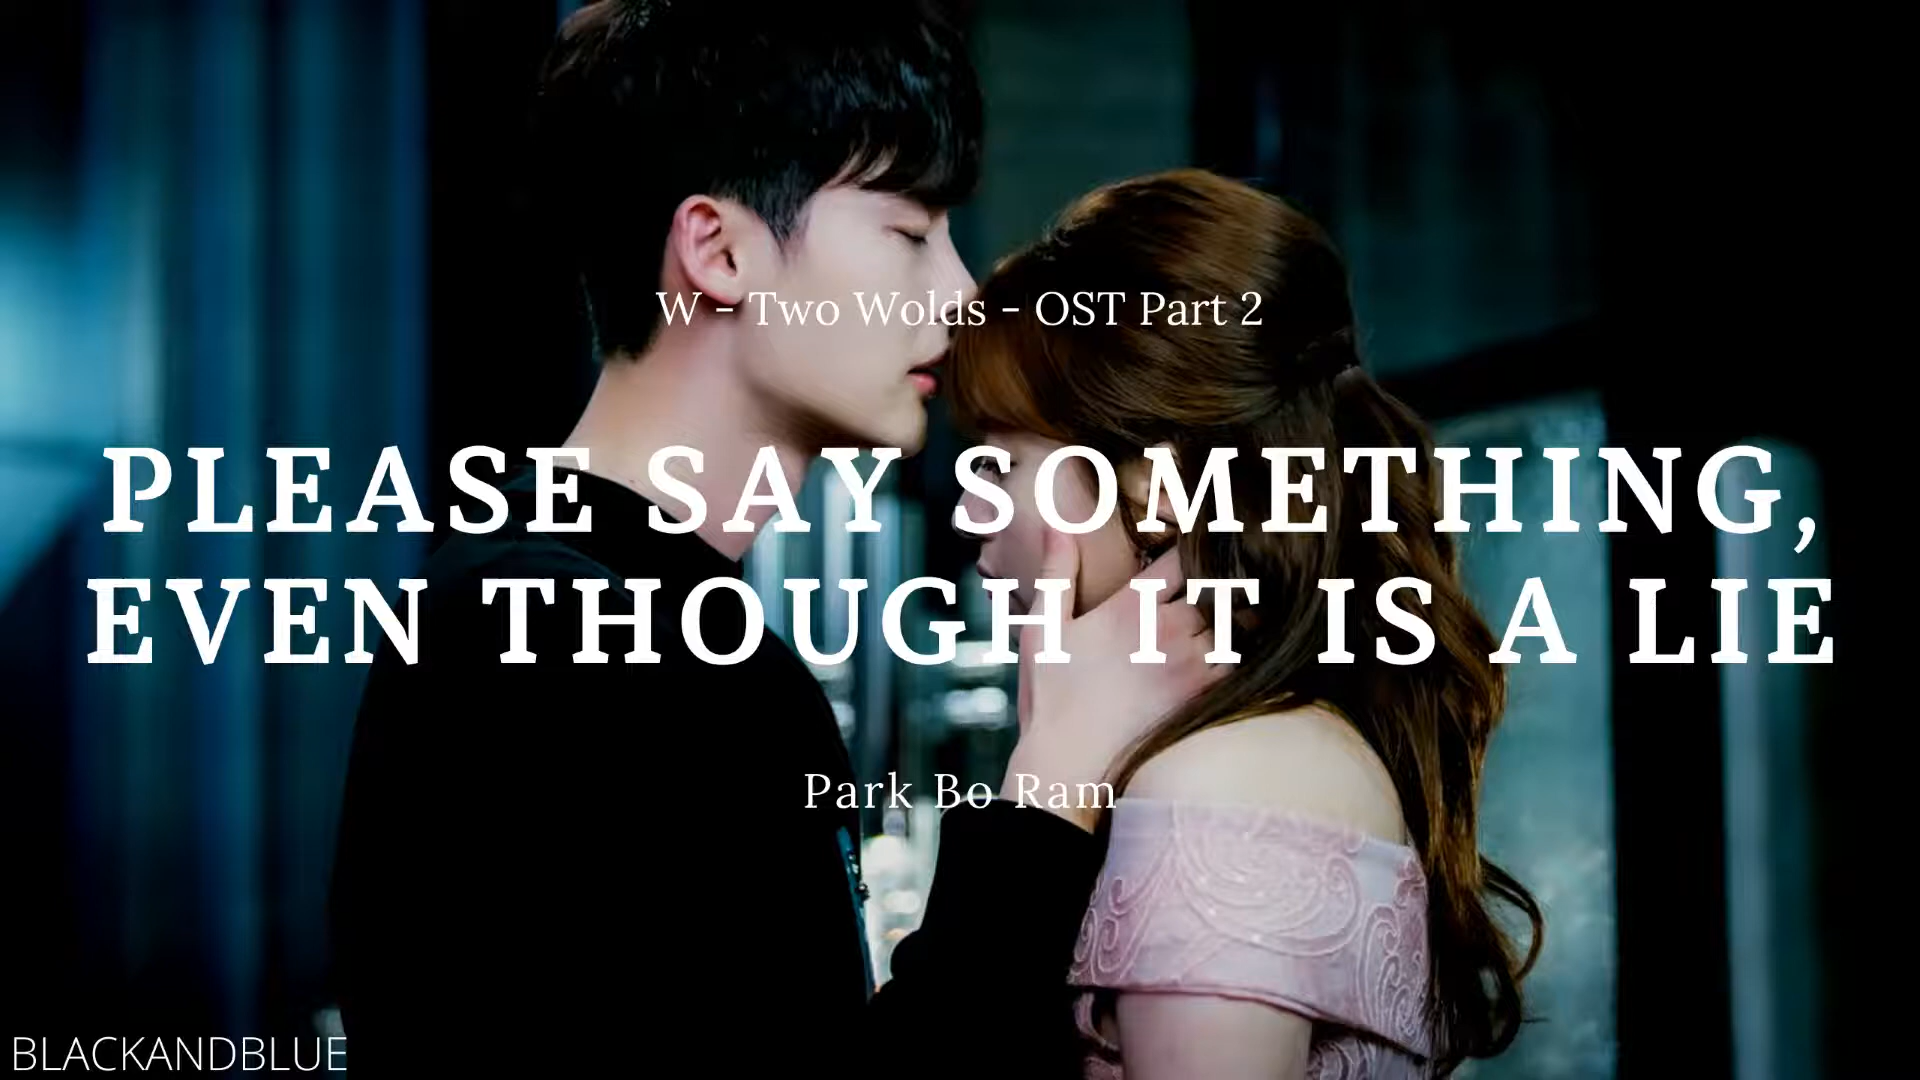 W - Two Wolds - OST Part 2
PLEASE SAY SOMETHING,
EVEN THOUGH IT IS A LIE
Park Bo Ram
BLACKANDBLUE